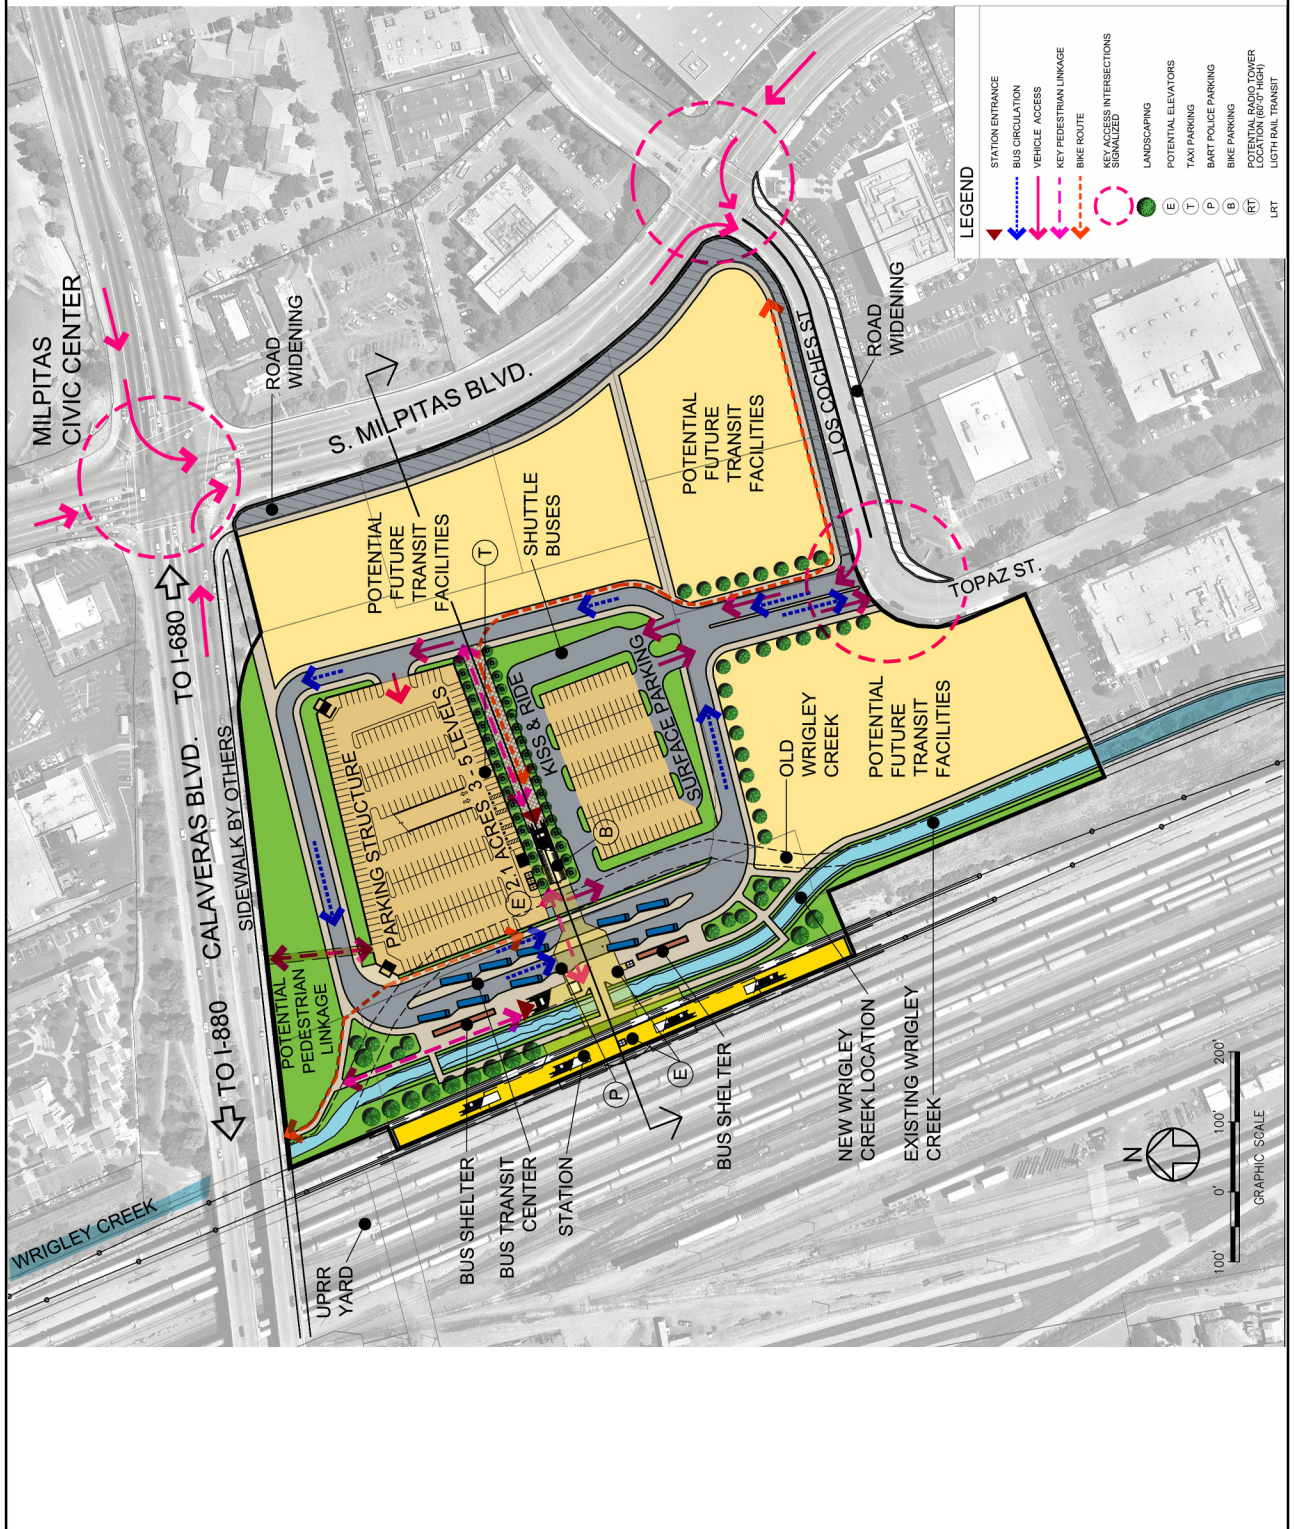 MILPITAS
CIVIC CENTER
ROAD
WIDENING
S. MILPITAS BLVD.
TO I-680
CALAVERAS BLVD.
TO I-880
SIDEWALK BY OTHERS
POTENTIAL
FUTURE
TRANSIT
FACILITIES
T
SHUTTLE
BUSES
POTENTIAL
FUTURE
TRANSIT
FACILITIES
LOS COCHES ST.
ROAD
WIDENING
TOPAZ ST.
PARKING STRUCTURE
2.1 ACRES 3 - 5 LEVELS
KISS & RIDE
SURFACE PARKING
E
B
OLD
WRIGLEY
CREEK
POTENTIAL
FUTURE
TRANSIT
FACILITIES
POTENTIAL
PEDESTRIAN
LINKAGE
WRIGLEY CREEK
UPRR
YARD
BUS SHELTER
BUS TRANSIT
CENTER
STATION
P
E
BUS SHELTER
NEW WRIGLEY
CREEK LOCATION
EXISTING WRIGLEY
CREEK
N
100'
0'
100'
200'
GRAPHIC SCALE
LEGEND
STATION ENTRANCE
BUS CIRCULATION
VEHICLE ACCESS
KEY PEDESTRIAN LINKAGE
BIKE ROUTE
KEY ACCESS INTERSECTIONS
SIGNALIZED
LANDSCAPING
E POTENTIAL ELEVATORS
T TAXI PARKING
P BART POLICE PARKING
B BIKE PARKING
RT POTENTIAL RADIO TOWER
LOCATION (60'-0" HIGH)
LRT LIGTH RAIL TRANSIT